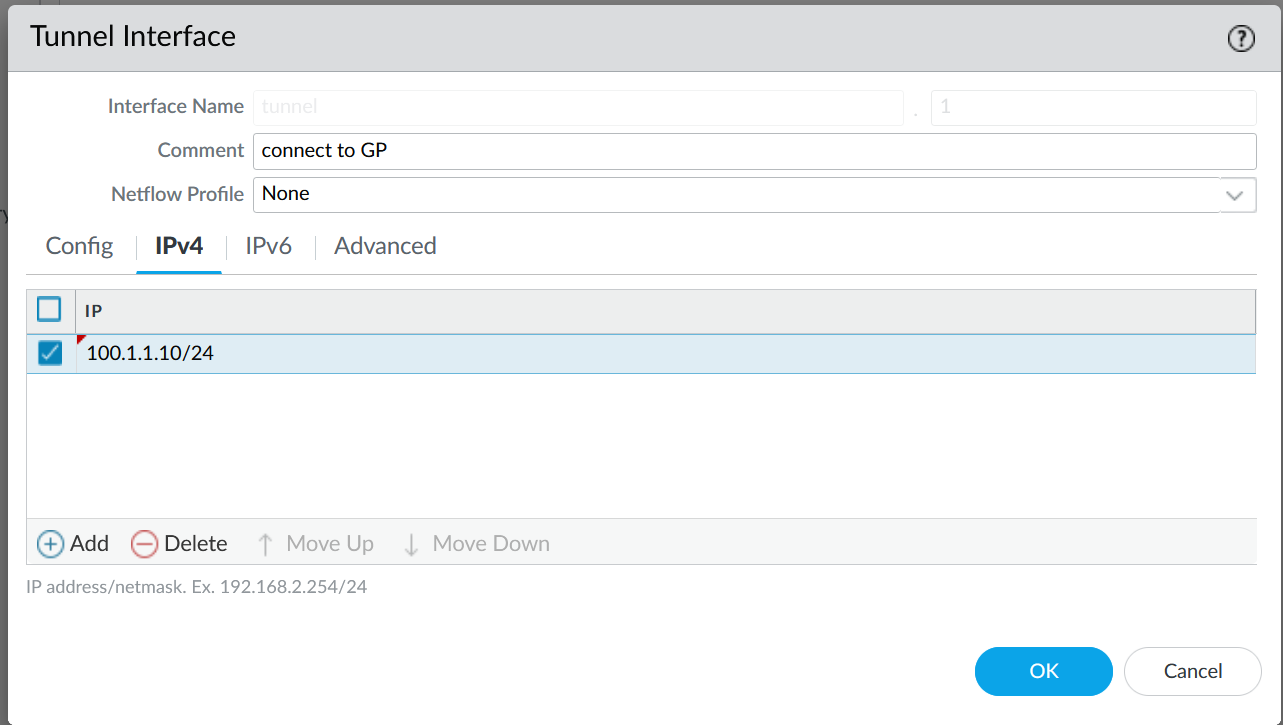 Tunnel Interface
Interface Name tunnel . 1
Comment connect to GP
Netflow Profile None
Config IPv4 IPv6 Advanced
IP
100.1.1.10/24
Add Delete Move Up Move Down
IP address/netmask. Ex. 192.168.2.254/24
OK Cancel